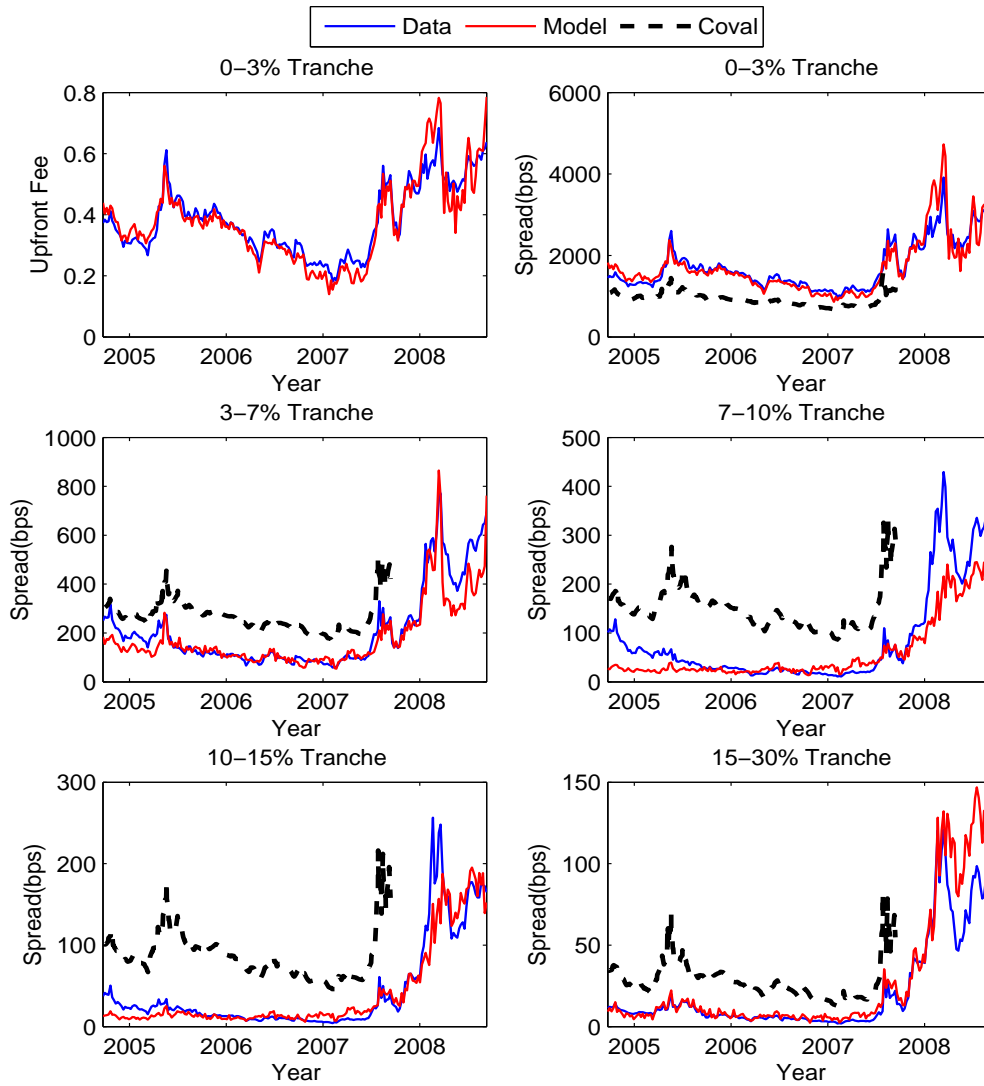 Data Model Coval
0−3% Tranche
0−3% Tranche
0.8
0.6
0.4
0.2
0
Upfront Fee
2005 2006 2007 2008
Year
6000
4000
2000
0
Spread(bps)
2005 2006 2007 2008
Year
3−7% Tranche
7−10% Tranche
1000
800
600
400
200
0
Spread(bps)
2005 2006 2007 2008
Year
500
400
300
200
100
0
Spread(bps)
2005 2006 2007 2008
Year
10−15% Tranche
15−30% Tranche
300
200
100
0
Spread(bps)
2005 2006 2007 2008
Year
150
100
50
0
Spread(bps)
2005 2006 2007 2008
Year